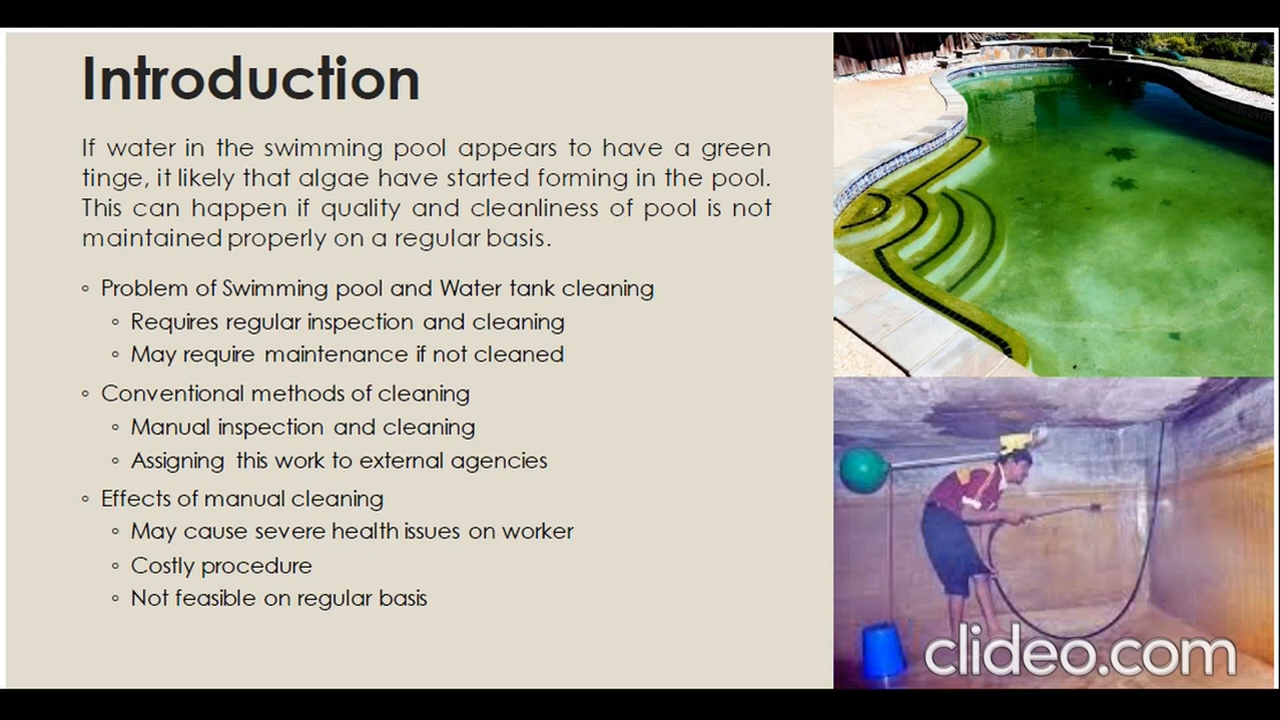 Introduction
If water in the swimming pool appears to have a green
tinge, it likely that algae have started forming in the pool.
This can happen if quality and cleanliness of pool is not
maintained properly on a regular basis.
◦ Problem of Swimming pool and Water tank cleaning
◦ Requires regular inspection and cleaning
◦ May require maintenance if not cleaned
◦ Conventional methods of cleaning
◦ Manual inspection and cleaning
◦ Assigning this work to external agencies
◦ Effects of manual cleaning
◦ May cause severe health issues on worker
◦ Costly procedure
◦ Not feasible on regular basis
clideo.com